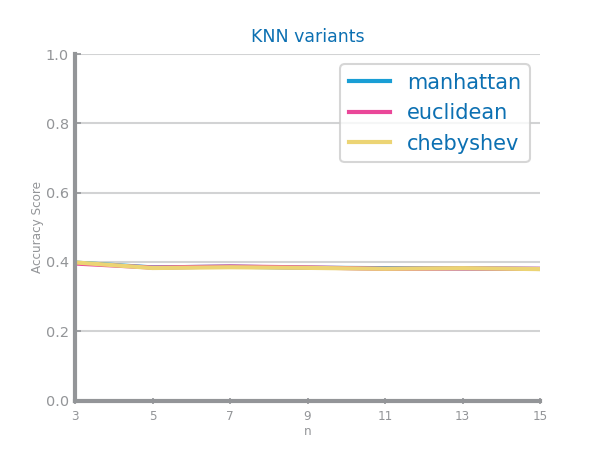 KNN variants
1.0
0.8
0.6
0.4
0.2
0.0
Accuracy Score
manhattan
euclidean
chebyshev
3 5 7 9 11 13 15
n